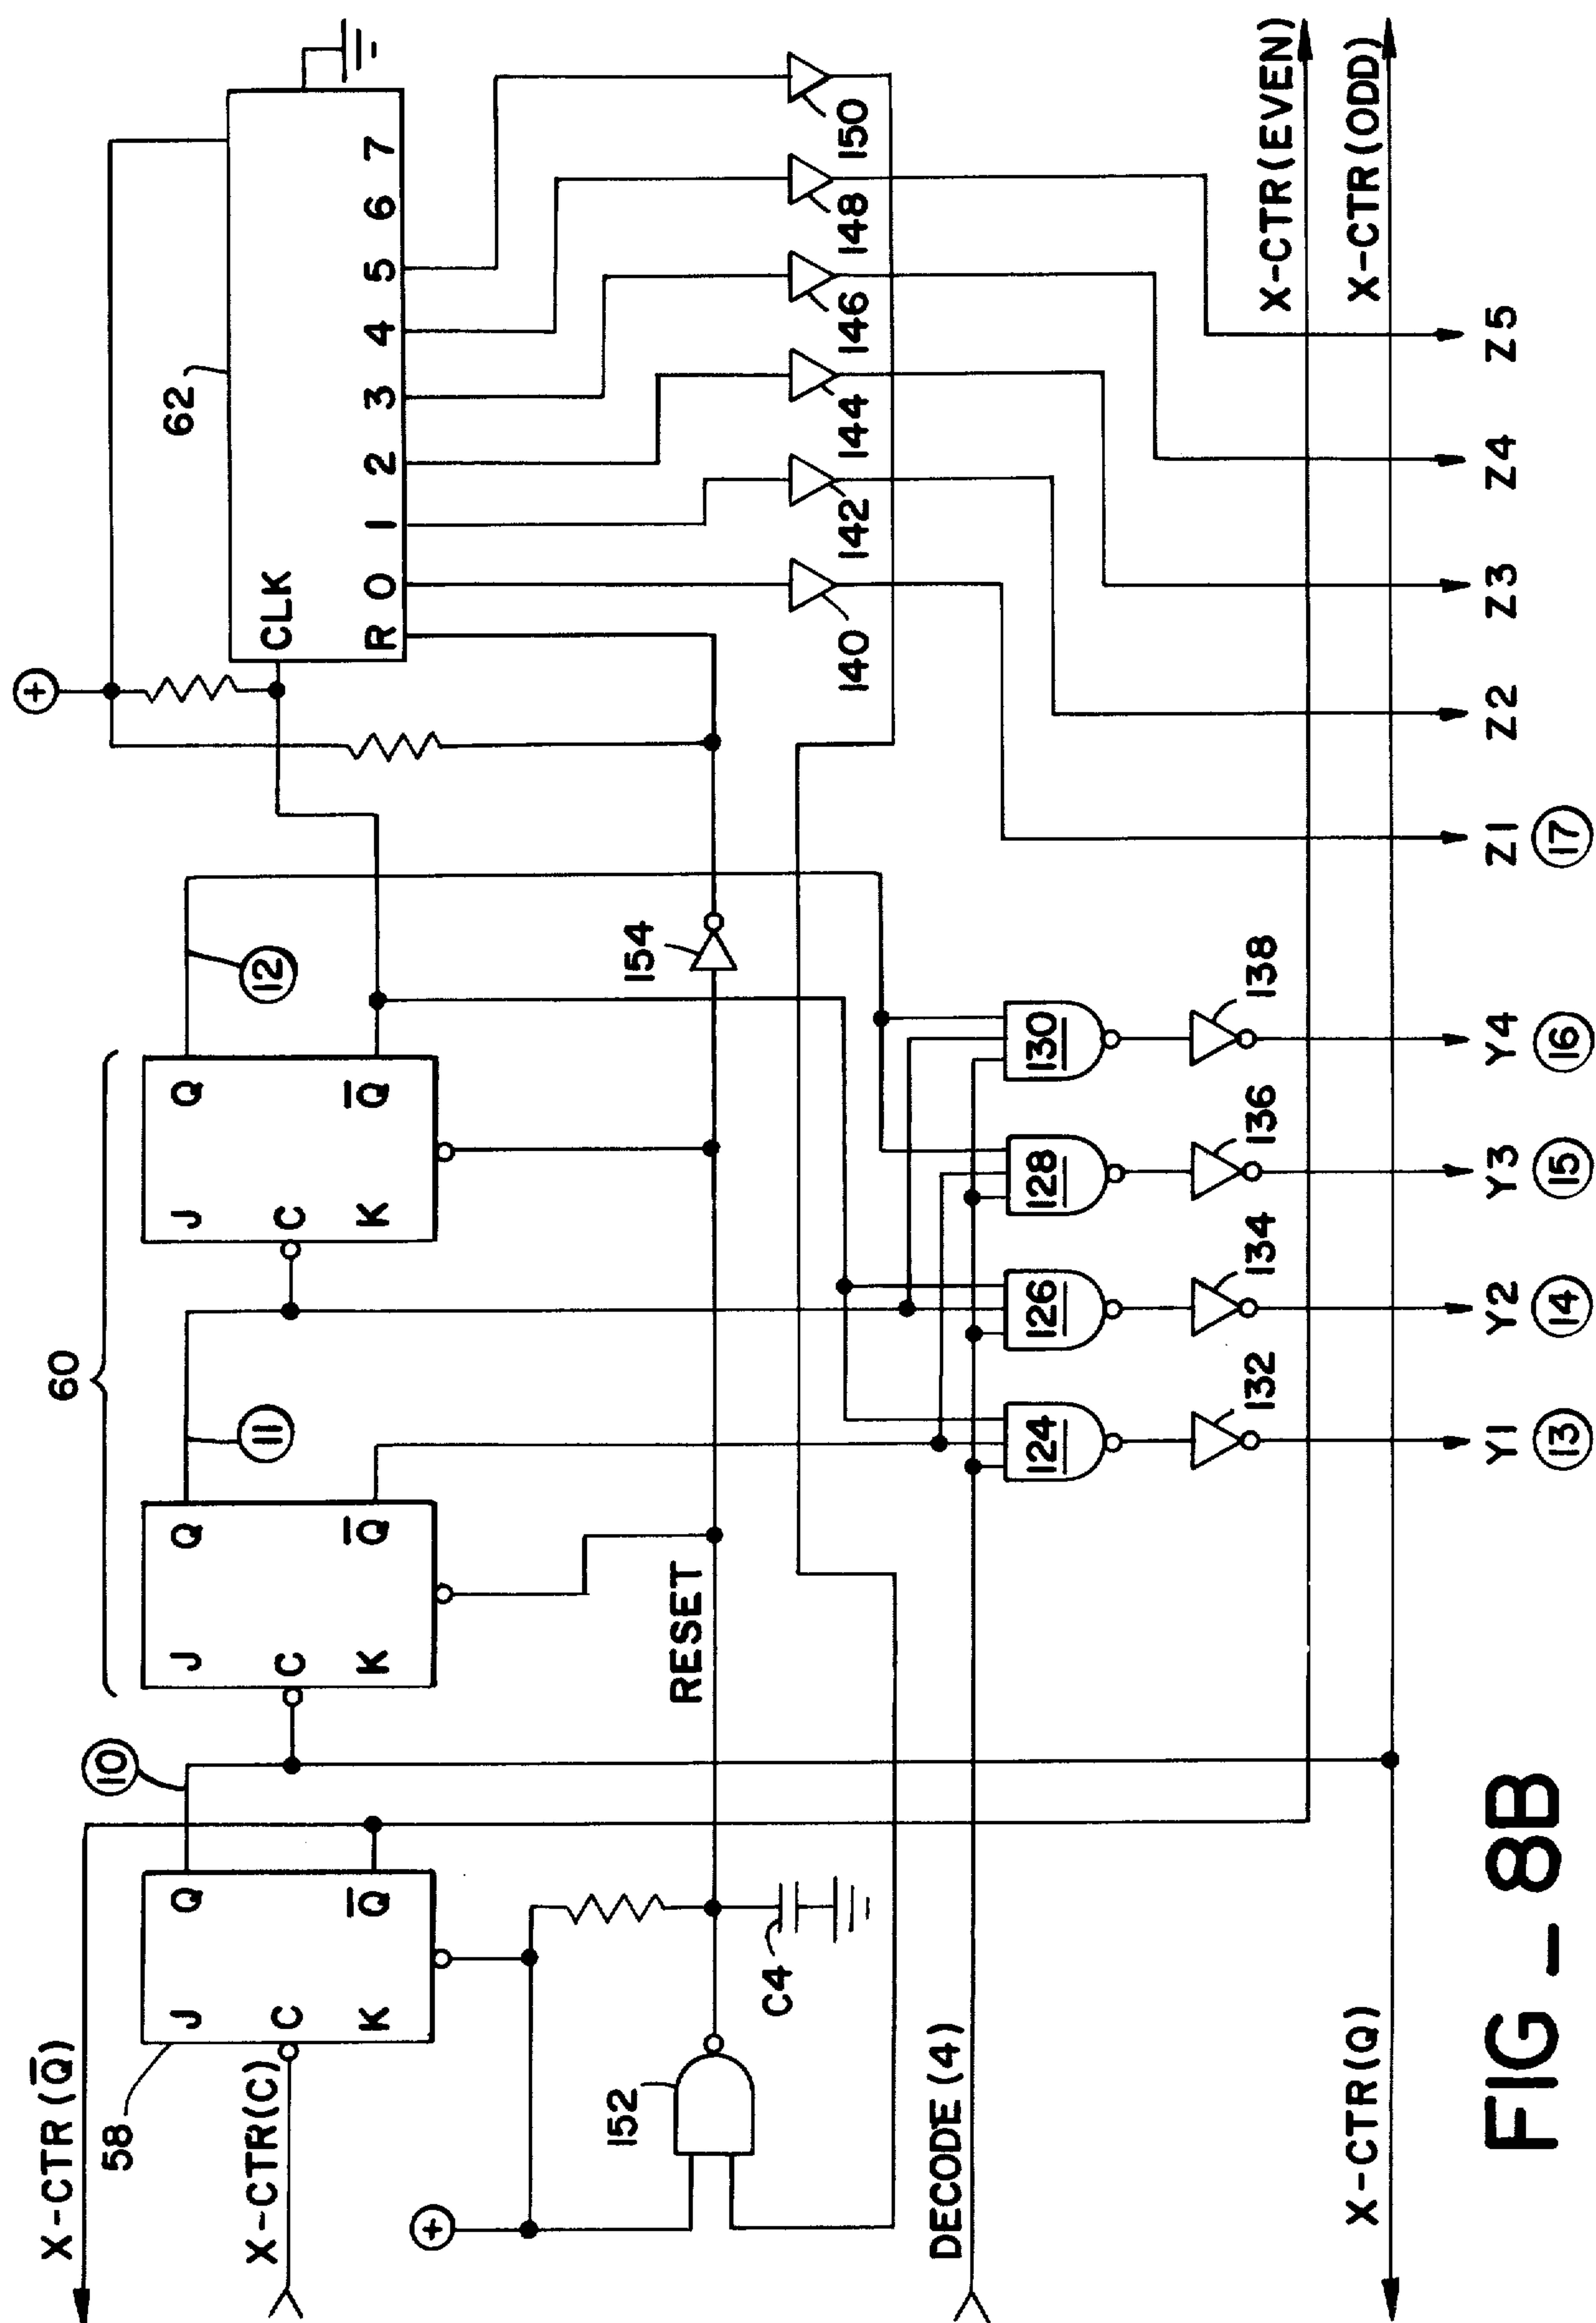 X-CTR(Q̅)
58
X-CTR(C)
J
C
K
Q
Q̅
10
60
J
C
K
Q
Q̅
11
J
C
K
Q
Q̅
12
+
62
CLK
R 0 1 2 3 4 5 6 7
+
152
C4
RESET
154
140
142
144
146
148
150
DECODE (4)
124
126
128
130
132
134
136
138
X-CTR(EVEN)
X-CTR(Q)
X-CTR(ODD)
Y1 Y2 Y3 Y4 Z1 Z2 Z3 Z4 Z5
13 14 15 16 17
FIG - 8B